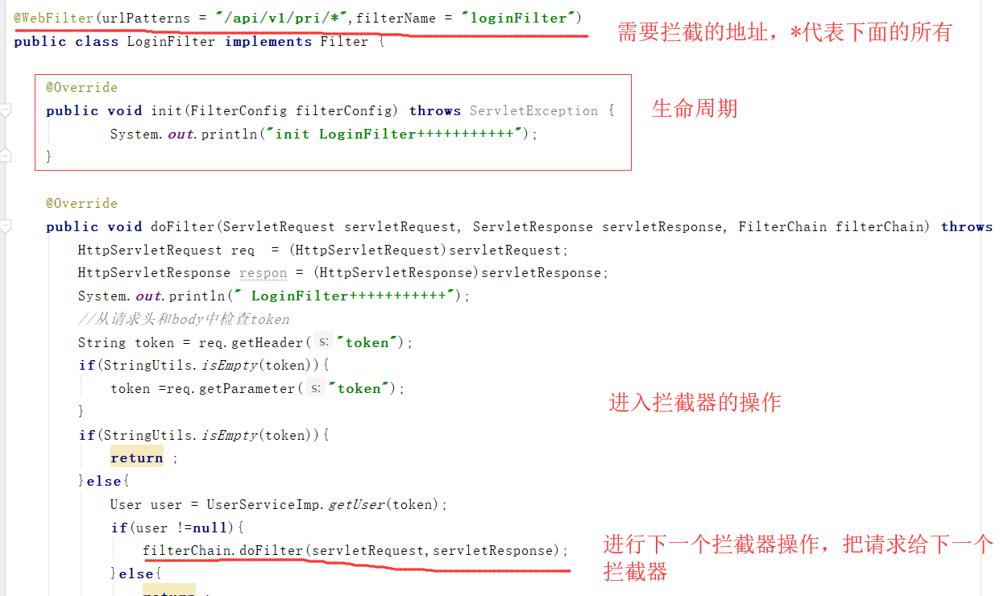 @WebFilter(urlPatterns = "/api/v1/pri/*",filterName = "loginFilter")
需要拦截的地址，*代表下面的所有
public class LoginFilter implements Filter {
@Override
public void init(FilterConfig filterConfig) throws ServletException {
生命周期
System.out.println("init LoginFilter+++++++++++");
}
@Override
public void doFilter(ServletRequest servletRequest, ServletResponse servletResponse, FilterChain filterChain) throws
HttpServletRequest req  = (HttpServletRequest)servletRequest;
HttpServletResponse respon = (HttpServletResponse)servletResponse;
System.out.println(" LoginFilter+++++++++++");
//从请求头和body中检查token
String token = req.getHeader( s: "token");
if(StringUtils.isEmpty(token)){
token =req.getParameter( s: "token");
进入拦截器的操作
}
if(StringUtils.isEmpty(token)){
return ;
}else{
User user = UserServiceImp.getUser(token);
if(user !=null){
filterChain.doFilter(servletRequest,servletResponse);
进行下一个拦截器操作，把请求给下一个
拦截器
}else{
return ;